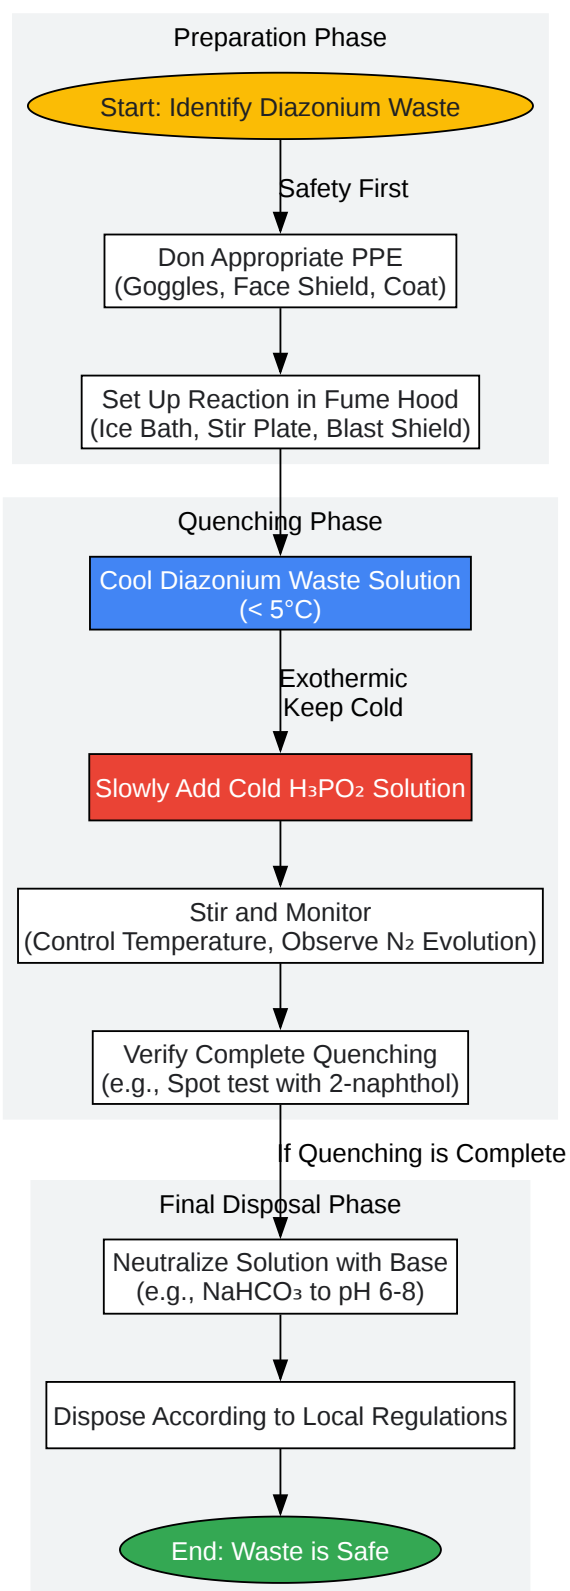 Preparation Phase
Start: Identify Diazonium Waste
Safety First
Don Appropriate PPE
(Goggles, Face Shield, Coat)
Set Up Reaction in Fume Hood
(Ice Bath, Stir Plate, Blast Shield)
Quenching Phase
Cool Diazonium Waste Solution
(< 5°C)
Exothermic
Keep Cold
Slowly Add Cold H₃PO₂ Solution
Stir and Monitor
(Control Temperature, Observe N₂ Evolution)
Verify Complete Quenching
(e.g., Spot test with 2-naphthol)
If Quenching is Complete
Final Disposal Phase
Neutralize Solution with Base
(e.g., NaHCO₃ to pH 6-8)
Dispose According to Local Regulations
End: Waste is Safe